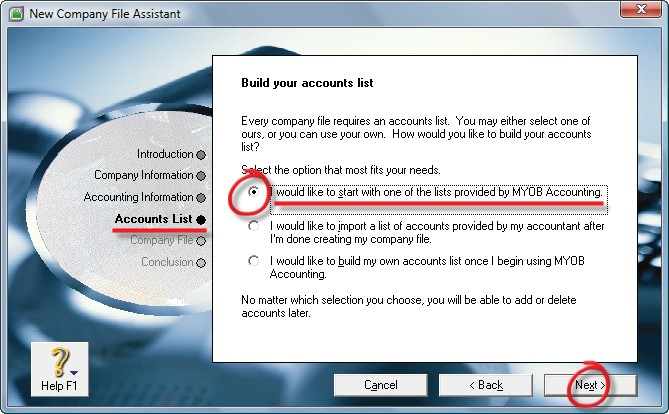 New Company File Assistant
Build your accounts list
Every company file requires an accounts list. You may either select one of
ours, or you can use your own. How would you like to build your accounts
list?
Select the option that most fits your needs.
I would like to start with one of the lists provided by MYOB Accounting.
I would like to import a list of accounts provided by my accountant after
I'm done creating my company file.
I would like to build my own accounts list once I begin using MYOB
Accounting.
No matter which selection you choose, you will be able to add or delete
accounts later.
Introduction
Company Information
Accounting Information
Accounts List
Company File
Conclusion
Help F1
Cancel
< Back
Next >